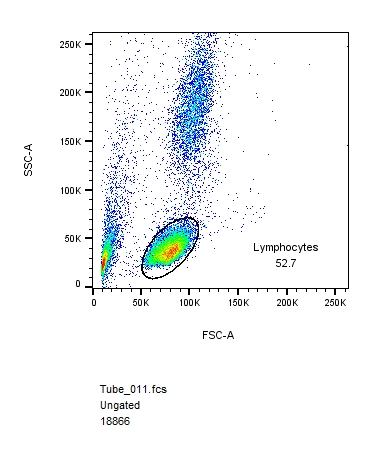 250K
200K
150K
100K
50K
0
SSC-A
Lymphocytes
52.7
0 50K 100K 150K 200K 250K
FSC-A
Tube_011.fcs
Ungated
18866